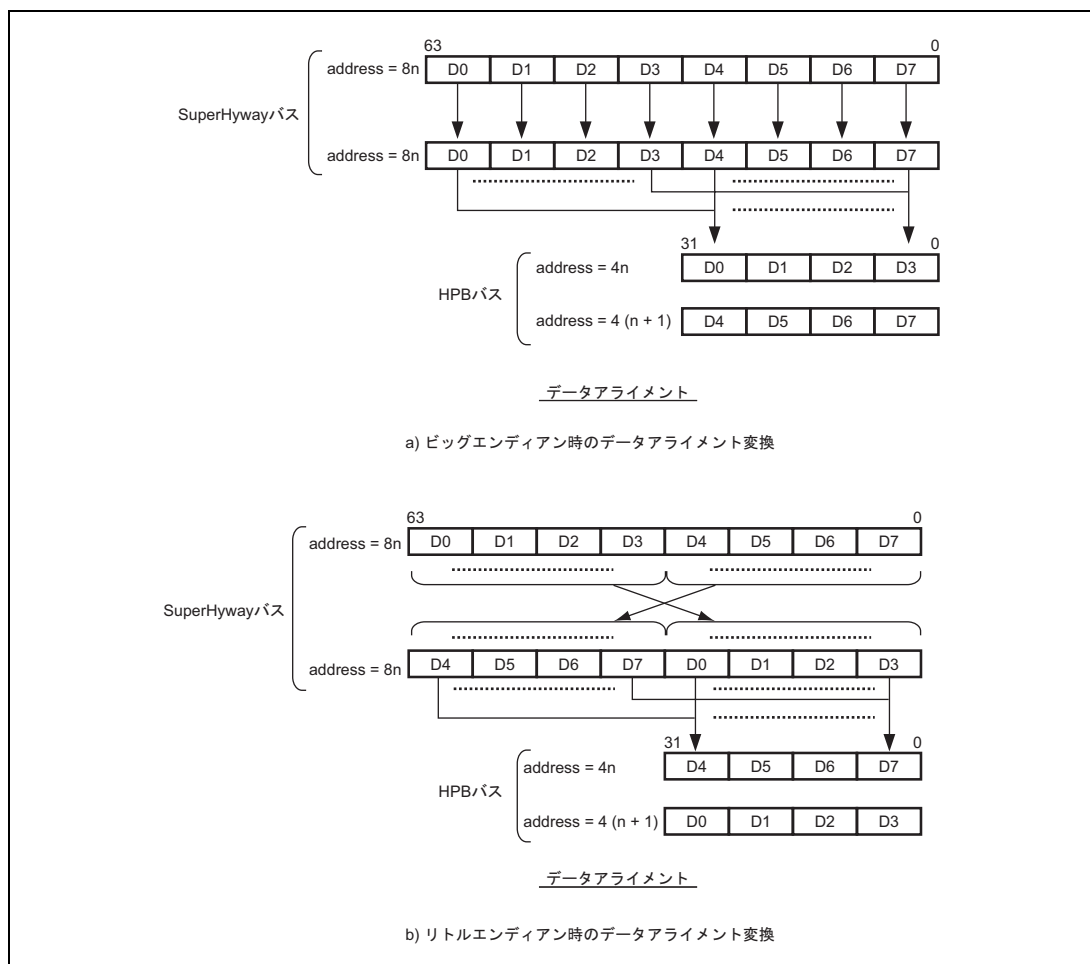 63 0
address = 8n D0 D1 D2 D3 D4 D5 D6 D7
SuperHywayバス
address = 8n D0 D1 D2 D3 D4 D5 D6 D7
31 0
address = 4n D0 D1 D2 D3
HPBバス
address = 4 (n + 1) D4 D5 D6 D7
データアライメント
a) ビッグエンディアン時のデータアライメント変換
63 0
address = 8n D0 D1 D2 D3 D4 D5 D6 D7
SuperHywayバス
address = 8n D4 D5 D6 D7 D0 D1 D2 D3
31 0
address = 4n D4 D5 D6 D7
HPBバス
address = 4 (n + 1) D0 D1 D2 D3
データアライメント
b) リトルエンディアン時のデータアライメント変換